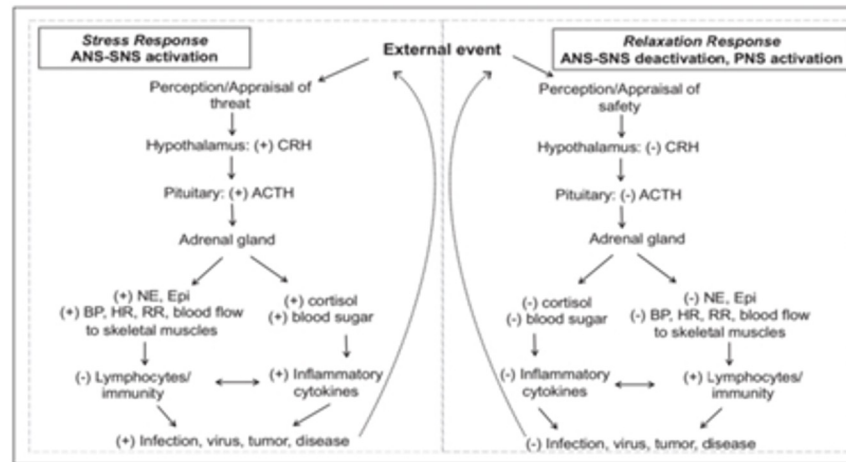 Stress Response
ANS-SNS activation
External event
Relaxation Response
ANS-SNS deactivation, PNS activation
Perception/Appraisal of
threat
Hypothalamus: (+) CRH
Pituitary: (+) ACTH
Adrenal gland
(+) NE, Epi
(+) BP, HR, RR, blood flow
to skeletal muscles
(+) cortisol
(+) blood sugar
(-) Lymphocytes/
immunity
(+) Inflammatory
cytokines
(+) Infection, virus, tumor, disease
Perception/Appraisal of
safety
Hypothalamus: (-) CRH
Pituitary: (-) ACTH
Adrenal gland
(-) cortisol
(-) blood sugar
(-) NE, Epi
(-) BP, HR, RR, blood flow
to skeletal muscles
(-) Inflammatory
cytokines
(+) Lymphocytes/
immunity
(-) Infection, virus, tumor, disease